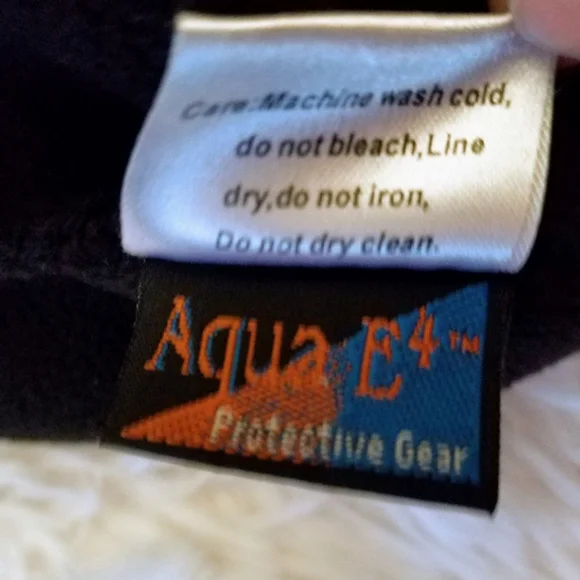 Care:Machine wash cold,
do not bleach,Line
dry,do not iron,
Do not dry clean.
Aqua E4™
Protective Gear